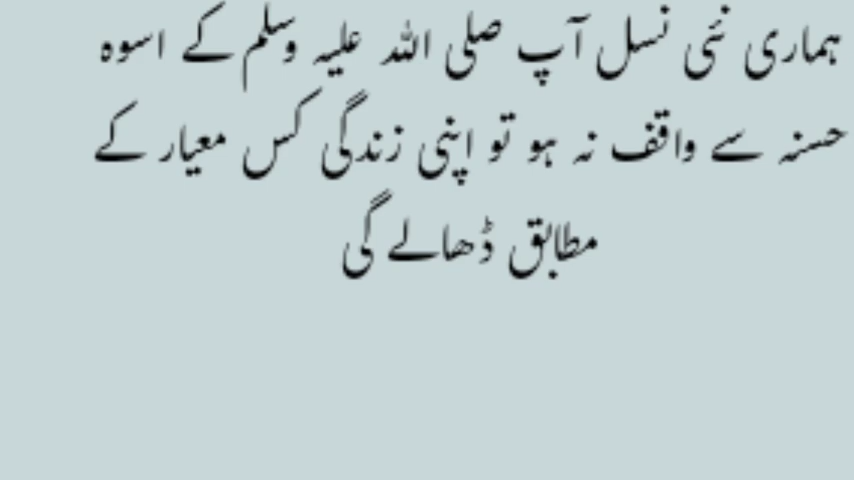 ہماری نئی نسل آپ صلی اللہ علیہ وسلم کے اسوہ
حسنہ سے واقف نہ ہو تو اپنی زندگی کس معیار کے
مطابق ڈھالے گی